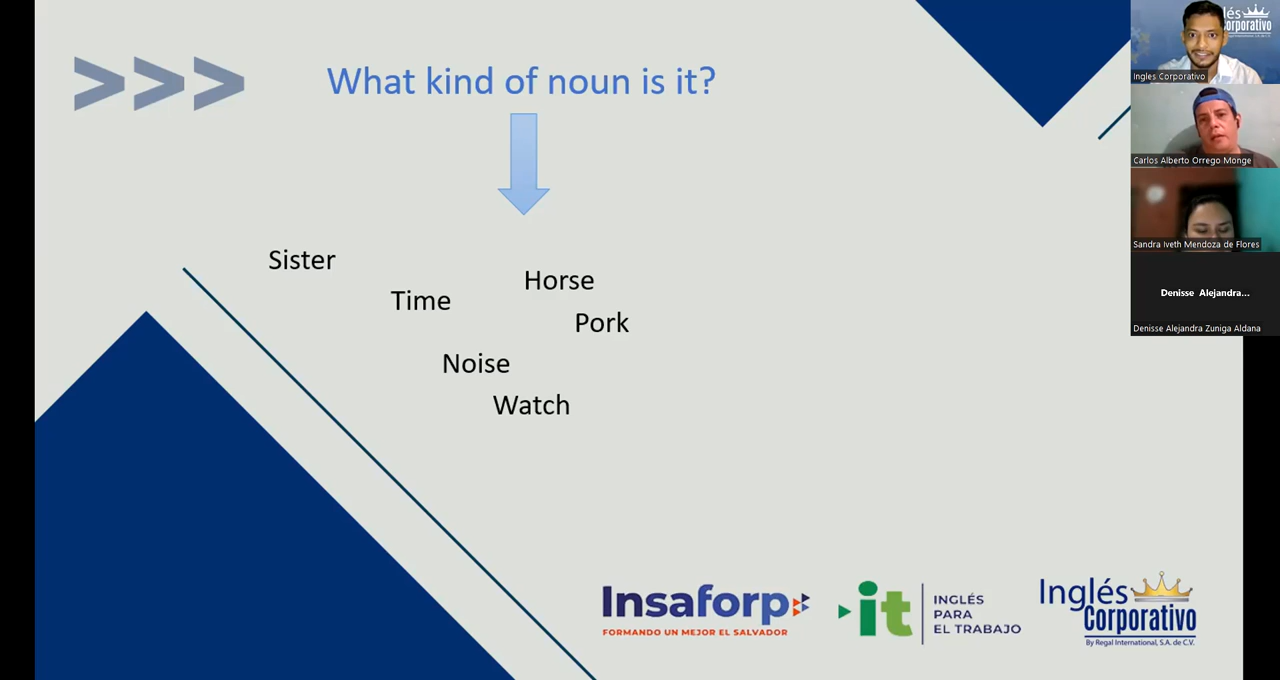 >>> What kind of noun is it?
Sister
Horse
Time
Pork
Noise
Watch
Insaforp
FORMANDO UN MEJOR EL SALVADOR
it
INGLÉS
PARA
EL TRABAJO
Inglés
Corporativo
By Regal International, S.A. de C.V.
lés
orporativo
Ingles Corporativo
Carlos Alberto Orrego Monge
Sandra Iveth Mendoza de Flores
Denisse Alejandra...
Denisse Alejandra Zuniga Aldana